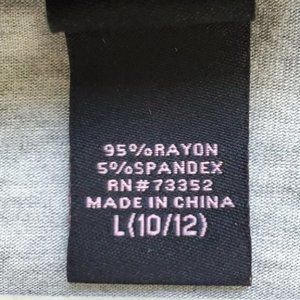 95%RAYON
5%SPANDEX
RN#73352
MADE IN CHINA
L(10/12)